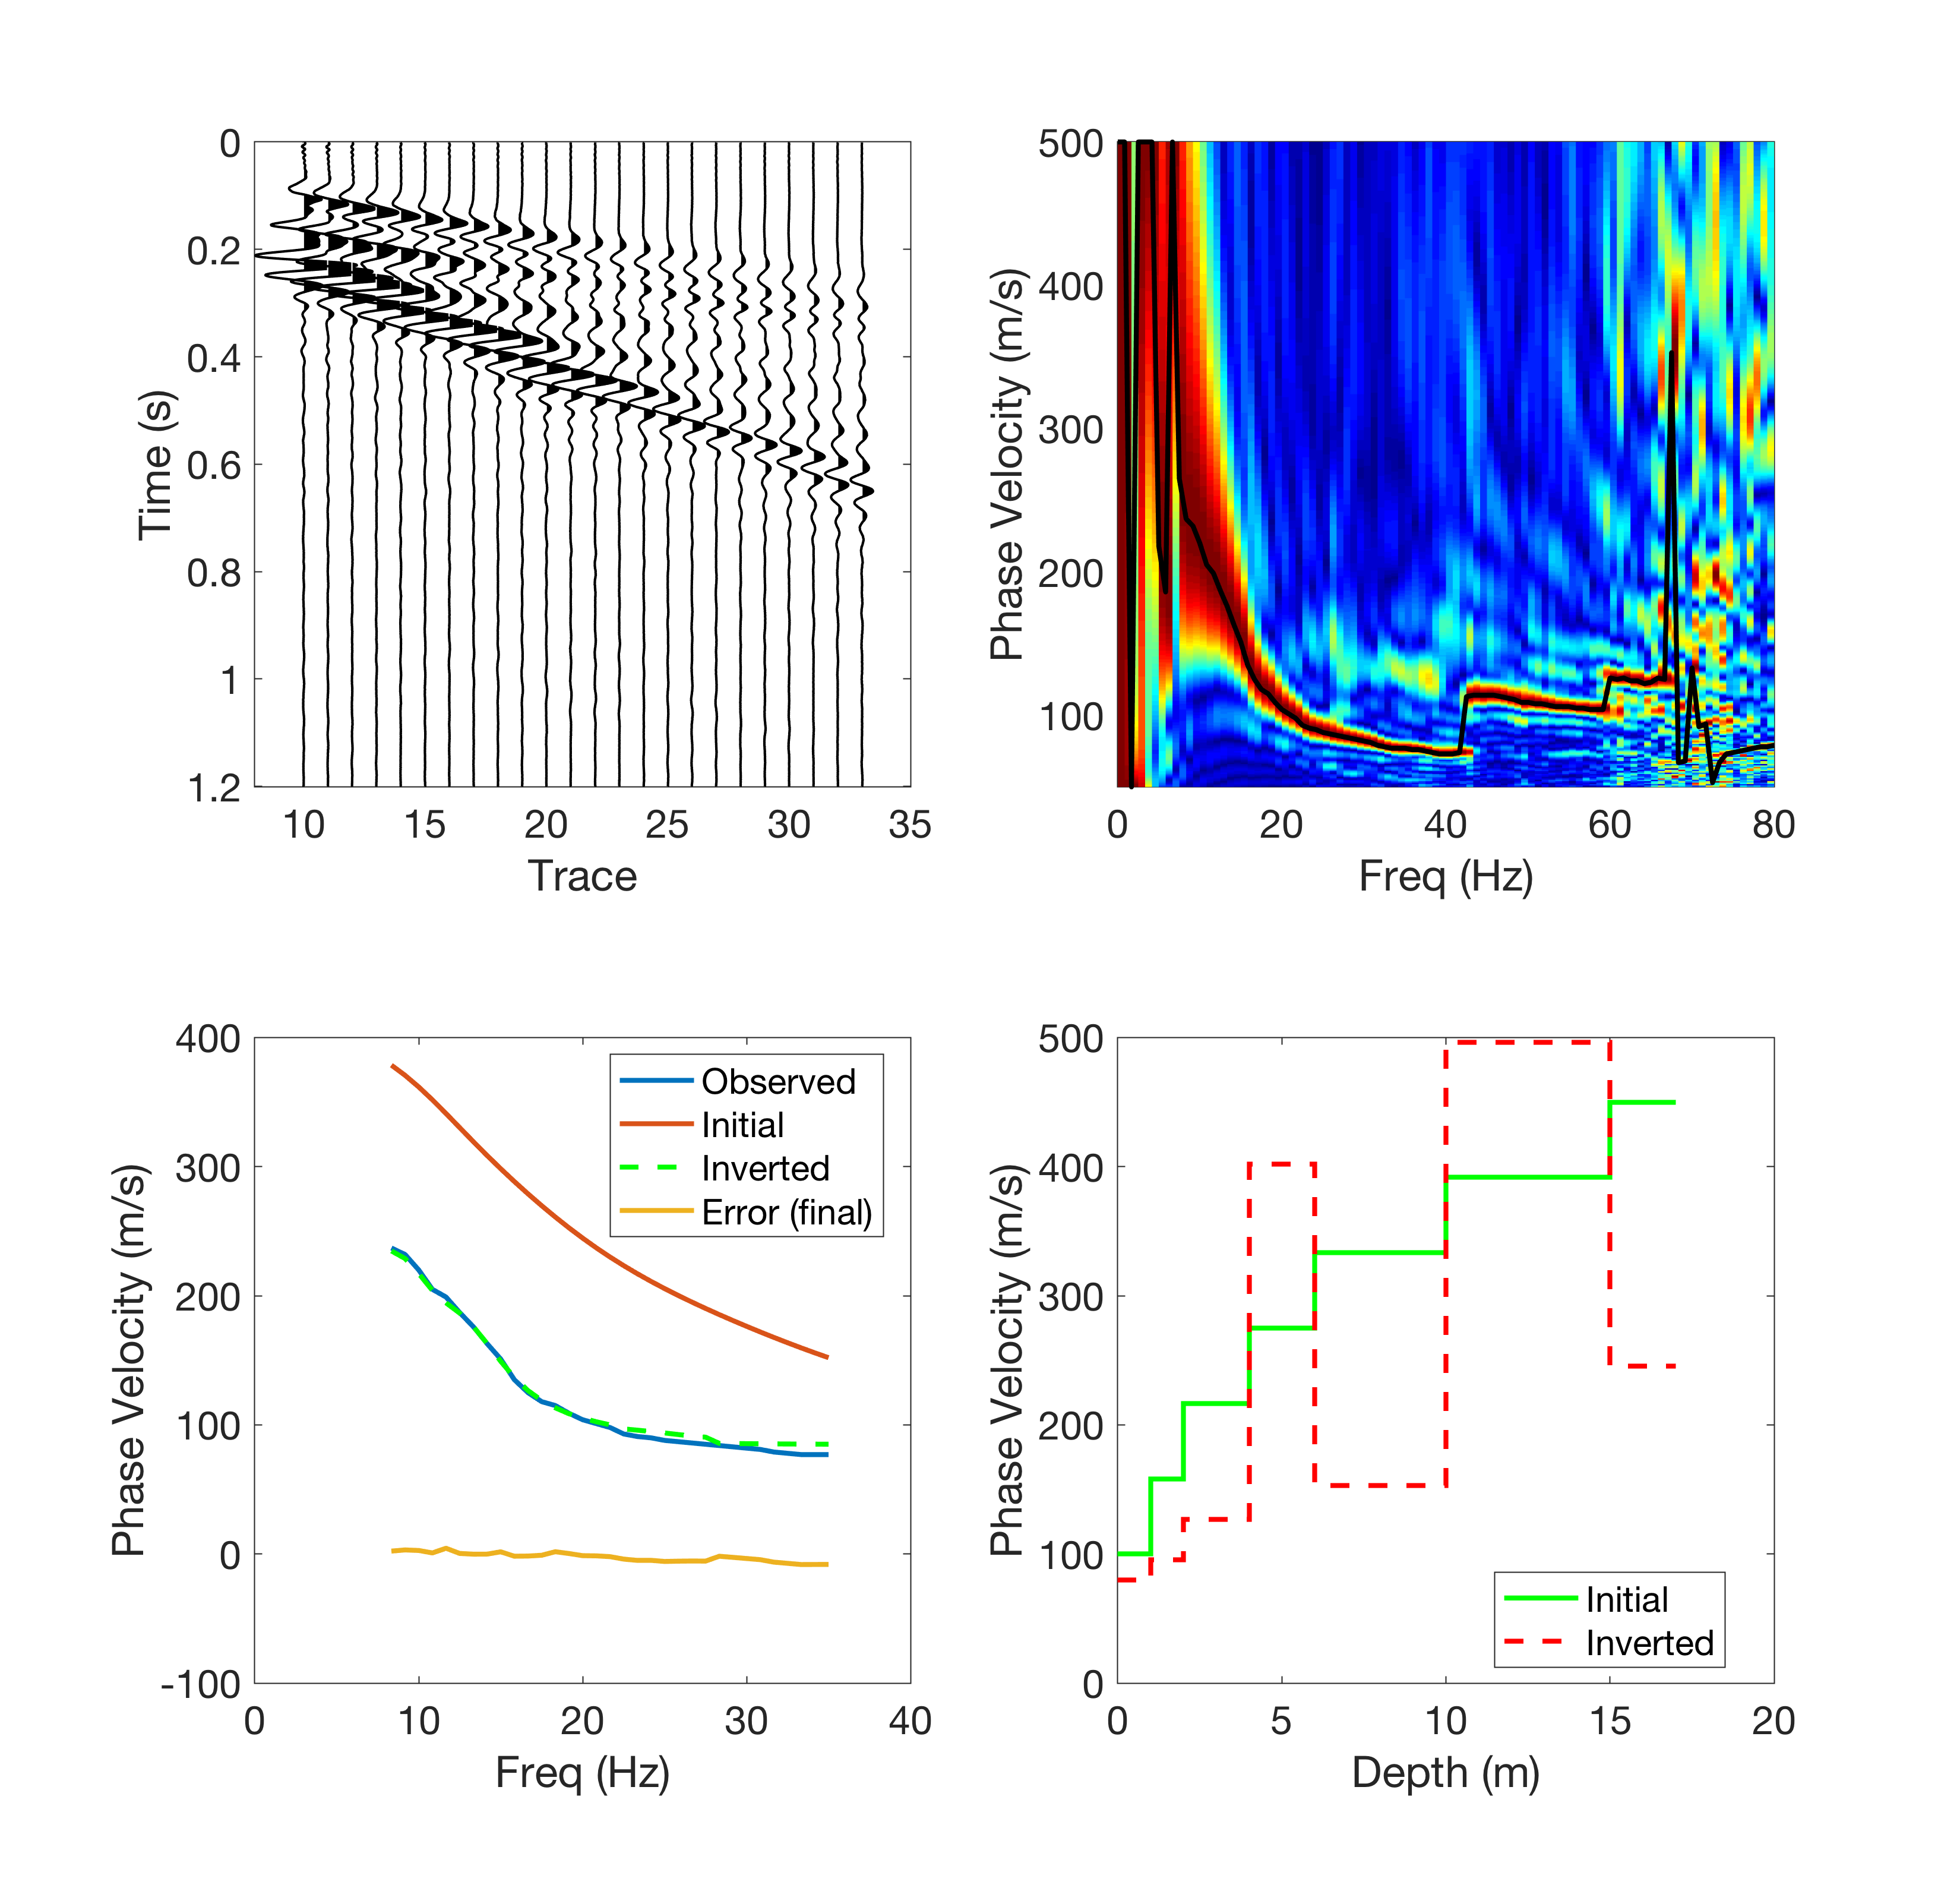 0
0.2
0.4
0.6
0.8
1
1.2
Time (s)
10 15 20 25 30 35
Trace
500
400
300
200
100
Phase Velocity (m/s)
0 20 40 60 80
Freq (Hz)
400
300
200
100
0
-100
Phase Velocity (m/s)
Observed
Initial
Inverted
Error (final)
0 10 20 30 40
Freq (Hz)
500
400
300
200
100
0
Phase Velocity (m/s)
Initial
Inverted
0 5 10 15 20
Depth (m)